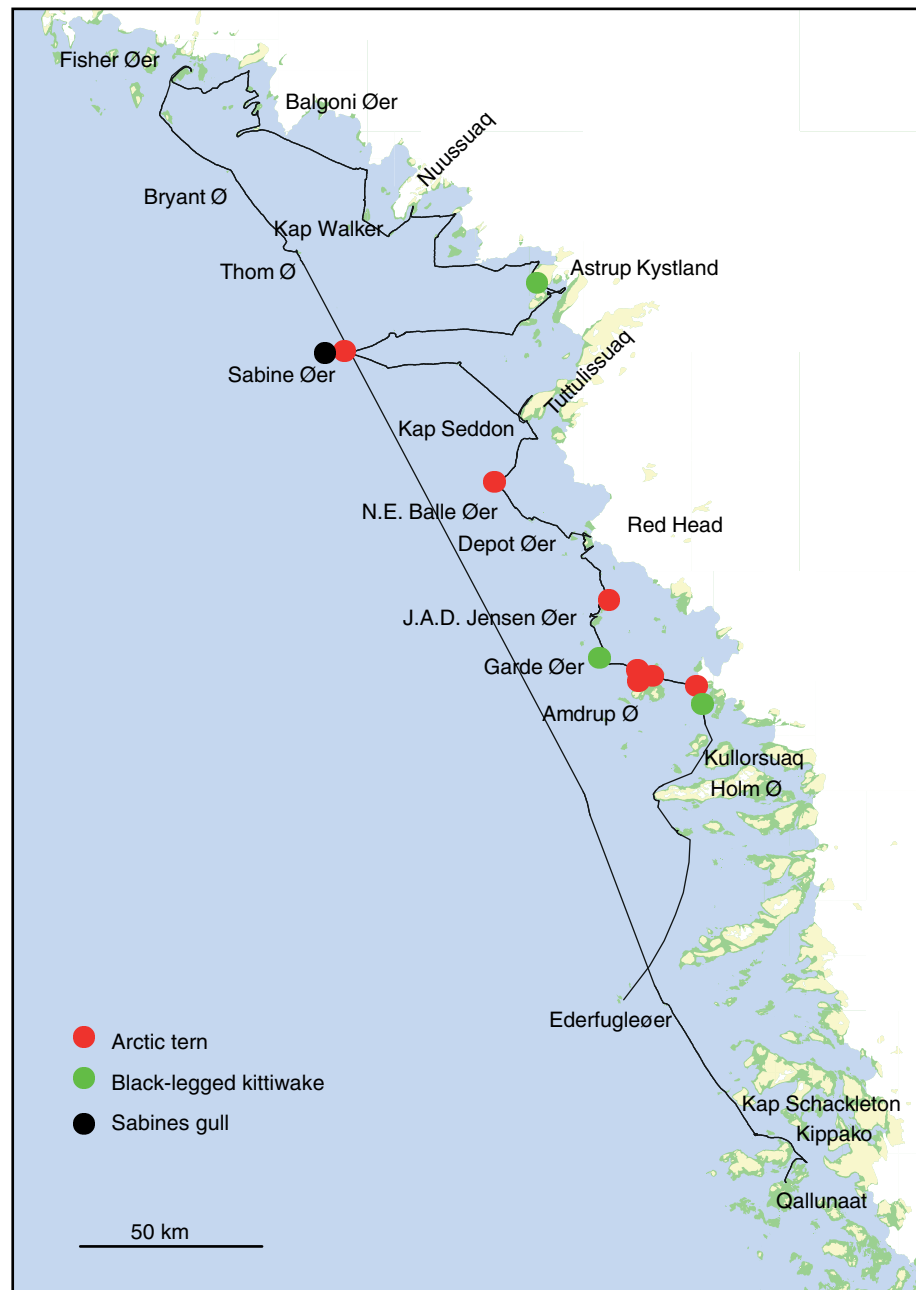 Fisher Øer
Balgoni Øer
Nuussuaq
Bryant Ø
Kap Walker
Thom Ø
Astrup Kystland
Sabine Øer
Tuttulissuaq
Kap Seddon
N.E. Balle Øer
Red Head
Depot Øer
J.A.D. Jensen Øer
Garde Øer
Amdrup Ø
Kullorsuaq
Holm Ø
Ederfugleøer
Arctic tern
Black-legged kittiwake
Sabines gull
Kap Schackleton
Kippako
Qallunaat
50 km